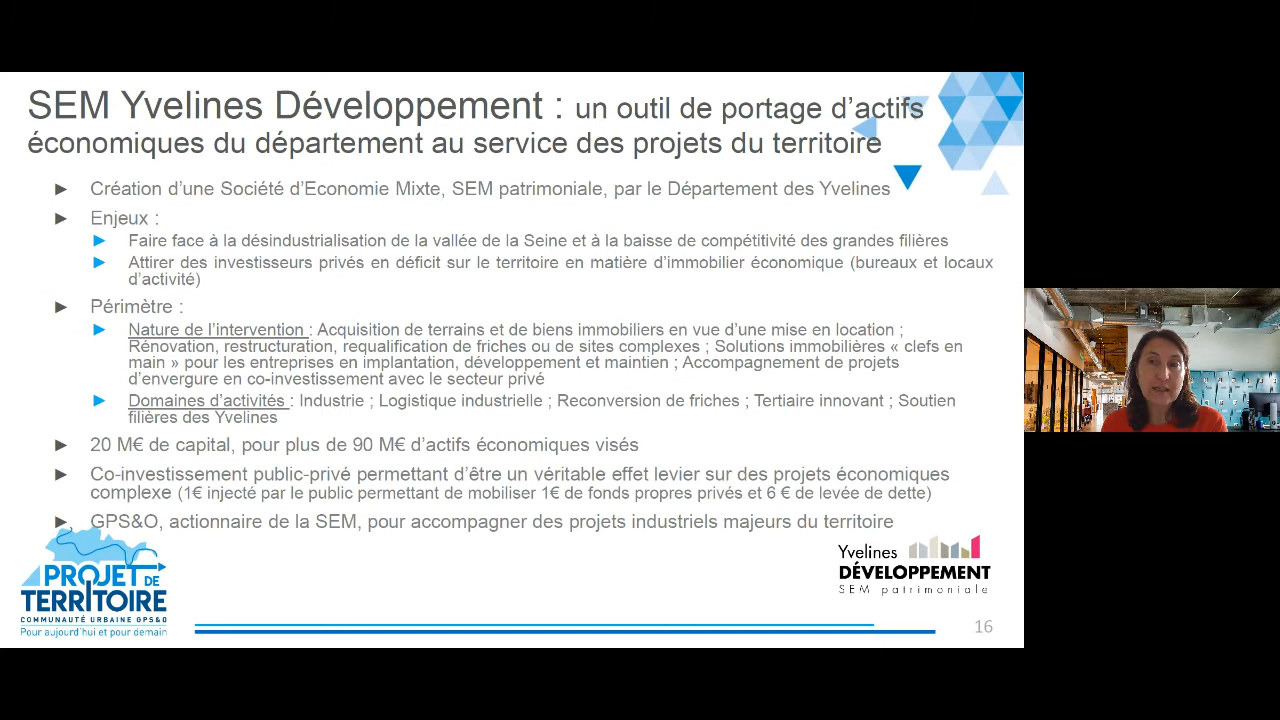 SEM Yvelines Développement : un outil de portage d’actifs
économiques du département au service des projets du territoire
► Création d’une Société d’Economie Mixte, SEM patrimoniale, par le Département des Yvelines
► Enjeux :
► Faire face à la désindustrialisation de la vallée de la Seine et à la baisse de compétitivité des grandes filières
► Attirer des investisseurs privés en déficit sur le territoire en matière d’immobilier économique (bureaux et locaux
d’activité)
► Périmètre :
► Nature de l’intervention : Acquisition de terrains et de biens immobiliers en vue d’une mise en location ;
Rénovation, restructuration, requalification de friches ou de sites complexes ; Solutions immobilières « clefs en
main » pour les entreprises en implantation, développement et maintien ; Accompagnement de projets
d’envergure en co-investissement avec le secteur privé
► Domaines d’activités : Industrie ; Logistique industrielle ; Reconversion de friches ; Tertiaire innovant ; Soutien
filières des Yvelines
► 20 M€ de capital, pour plus de 90 M€ d’actifs économiques visés
► Co-investissement public-privé permettant d’être un véritable effet levier sur des projets économiques
complexe (1€ injecté par le public permettant de mobiliser 1€ de fonds propres privés et 6 € de levée de dette)
► GPS&O, actionnaire de la SEM, pour accompagner des projets industriels majeurs du territoire
PROJET DE
TERRITOIRE
COMMUNAUTÉ URBAINE GPS&O
Pour aujourd’hui et pour demain
Yvelines
DÉVELOPPEMENT
SEM patrimoniale
16